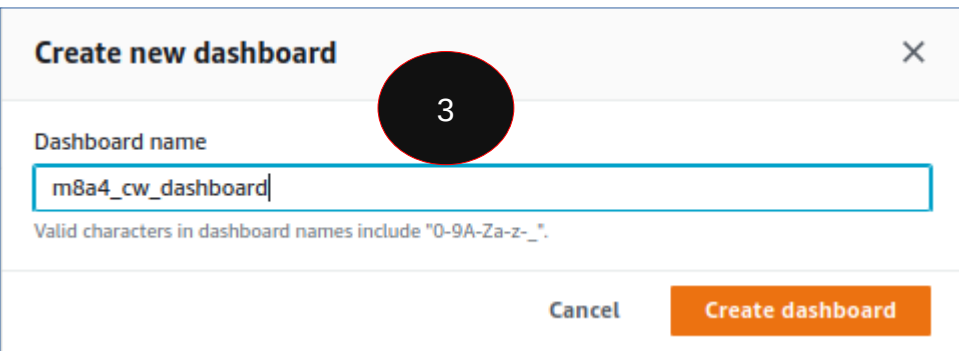 Create new dashboard
3
Dashboard name
m8a4_cw_dashboard
Valid characters in dashboard names include "0-9A-Za-z-_".
Cancel
Create dashboard